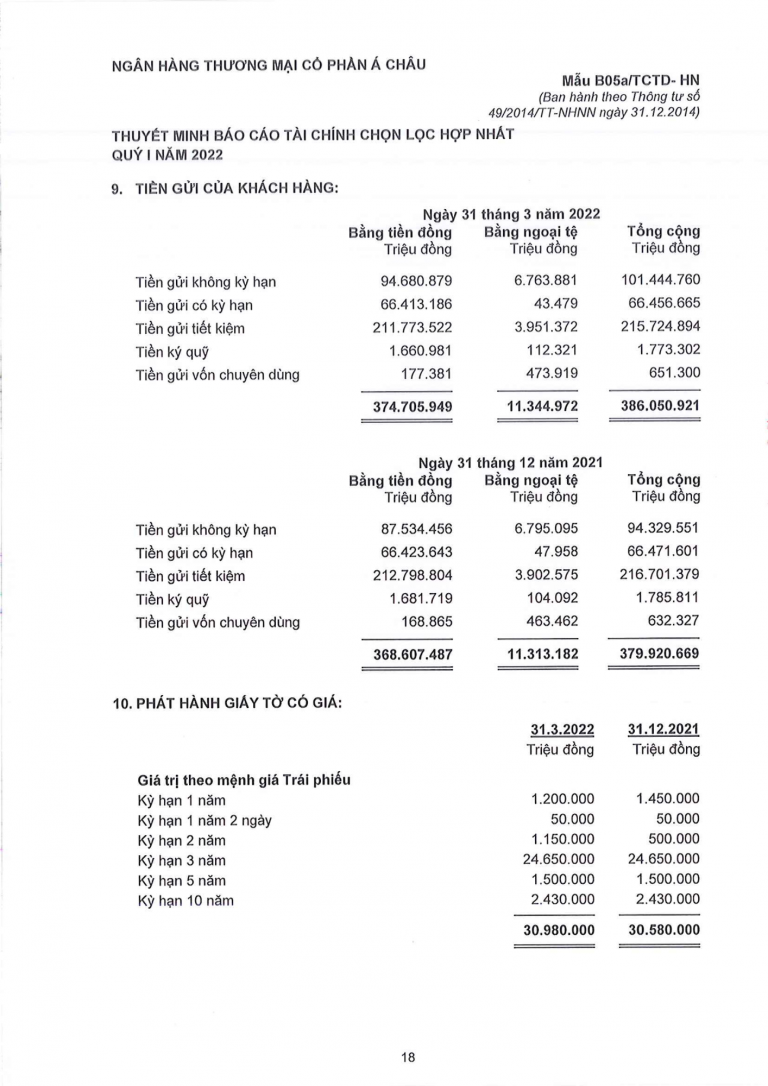 NGÂN HÀNG THƯƠNG MẠI CỔ PHẦN Á CHÂU
Mẫu B05a/TCTD- HN
(Ban hành theo Thông tư số
49/2014/TT-NHNN ngày 31.12.2014)
THUYẾT MINH BÁO CÁO TÀI CHÍNH CHỌN LỌC HỢP NHẤT
QUÝ I NĂM 2022
9. TIỀN GỬI CỦA KHÁCH HÀNG:
Ngày 31 tháng 3 năm 2022
Bằng tiền đồng Bằng ngoại tệ Tổng cộng
Triệu đồng Triệu đồng Triệu đồng
Tiền gửi không kỳ hạn 94.680.879 6.763.881 101.444.760
Tiền gửi có kỳ hạn 66.413.186 43.479 66.456.665
Tiền gửi tiết kiệm 211.773.522 3.951.372 215.724.894
Tiền ký quỹ 1.660.981 112.321 1.773.302
Tiền gửi vốn chuyên dùng 177.381 473.919 651.300
374.705.949 11.344.972 386.050.921
Ngày 31 tháng 12 năm 2021
Bằng tiền đồng Bằng ngoại tệ Tổng cộng
Triệu đồng Triệu đồng Triệu đồng
Tiền gửi không kỳ hạn 87.534.456 6.795.095 94.329.551
Tiền gửi có kỳ hạn 66.423.643 47.958 66.471.601
Tiền gửi tiết kiệm 212.798.804 3.902.575 216.701.379
Tiền ký quỹ 1.681.719 104.092 1.785.811
Tiền gửi vốn chuyên dùng 168.865 463.462 632.327
368.607.487 11.313.182 379.920.669
10. PHÁT HÀNH GIẤY TỜ CÓ GIÁ:
31.3.2022 31.12.2021
Triệu đồng Triệu đồng
Giá trị theo mệnh giá Trái phiếu
Kỳ hạn 1 năm 1.200.000 1.450.000
Kỳ hạn 1 năm 2 ngày 50.000 50.000
Kỳ hạn 2 năm 1.150.000 500.000
Kỳ hạn 3 năm 24.650.000 24.650.000
Kỳ hạn 5 năm 1.500.000 1.500.000
Kỳ hạn 10 năm 2.430.000 2.430.000
30.980.000 30.580.000
18